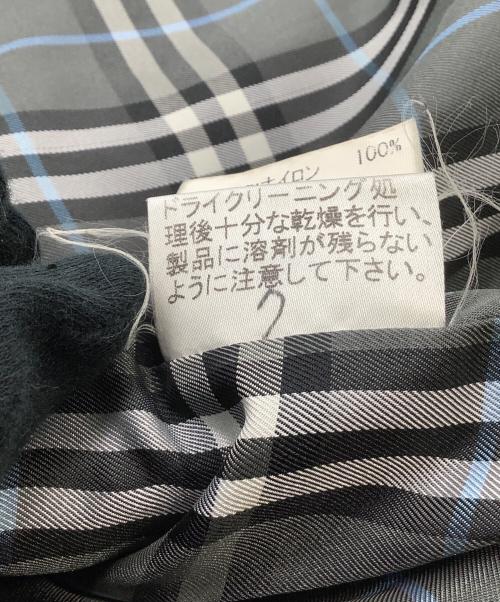 ナイロン 100%
ドライクリーニング処
理後十分な乾燥を行い、
製品に溶剤が残らない
ように注意して下さい。